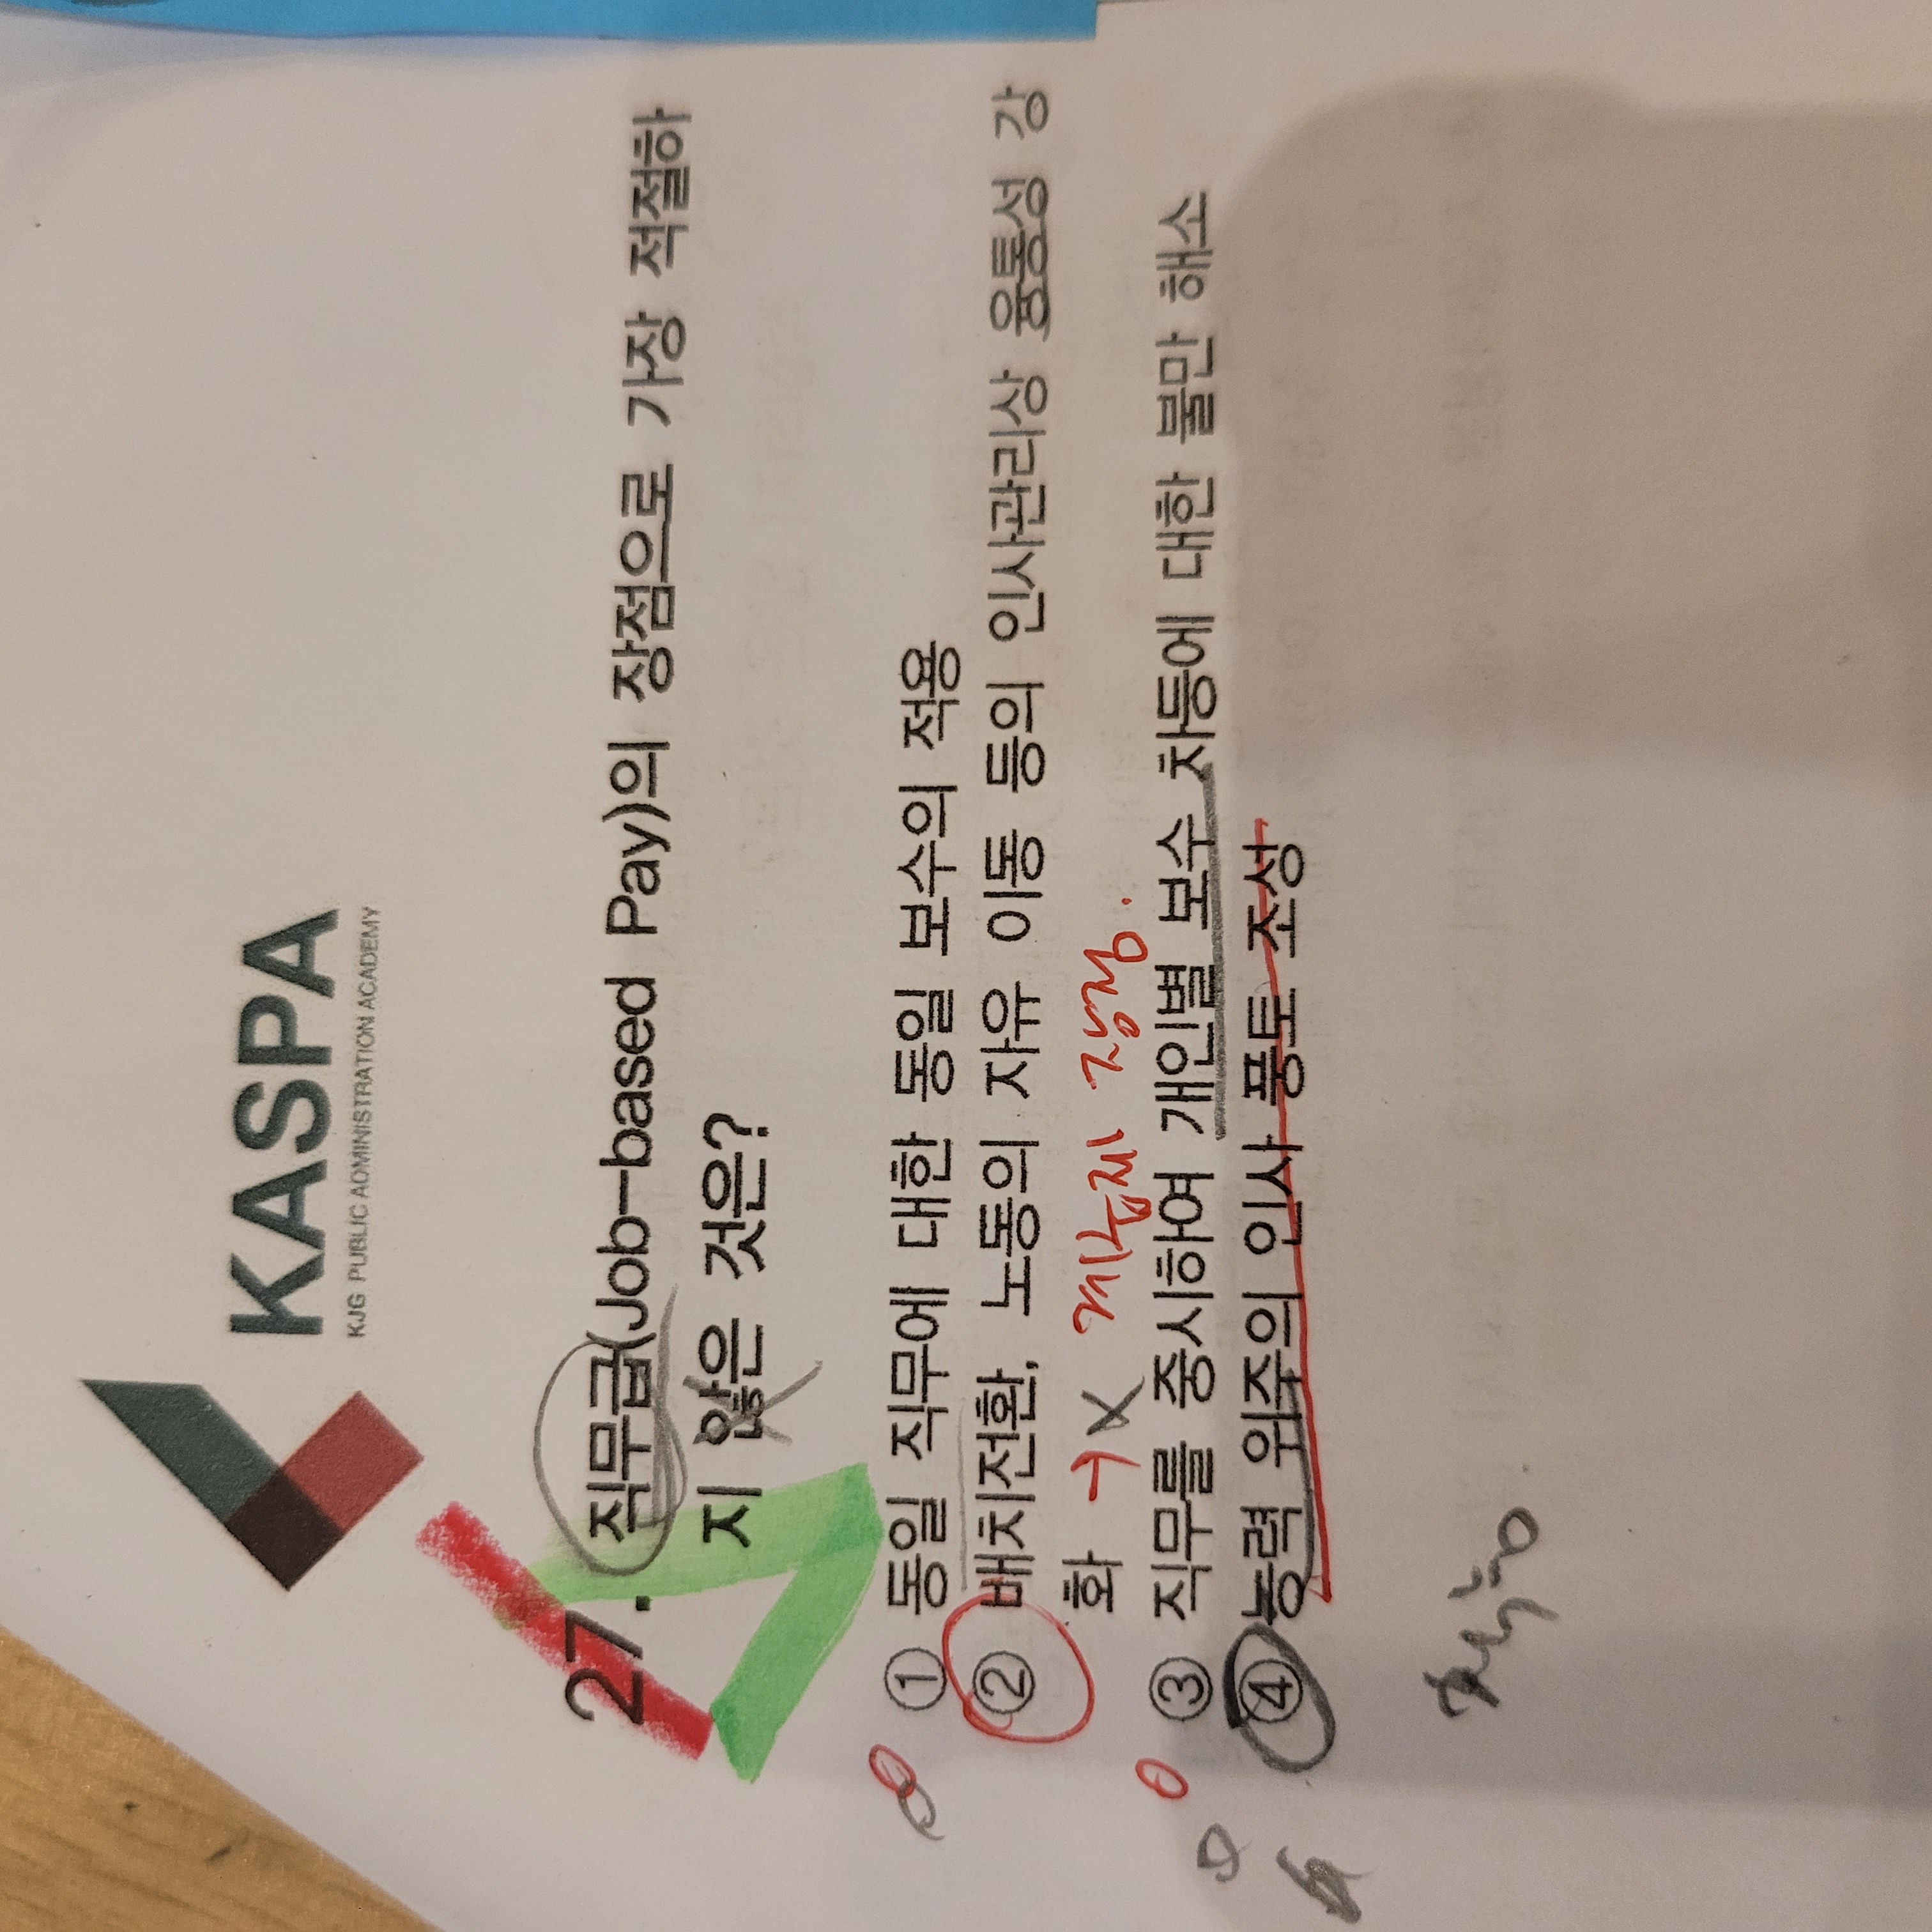 KASPA
KJG PUBLIC ADMINISTRATION ACADEMY
27. 직무급(Job-based Pay)의 장점으로 가장 적절하
지 않은 것은?
① 동일 직무에 대한 동일 보수의 적용
② 배치전환, 노동의 자유 이동 등의 인사관리상 융통성 강
화 → X
③ 직무를 중시하여 개인별 보수 차등에 대한 불만 해소
④ 능력 위주의 인사 풍토 조성